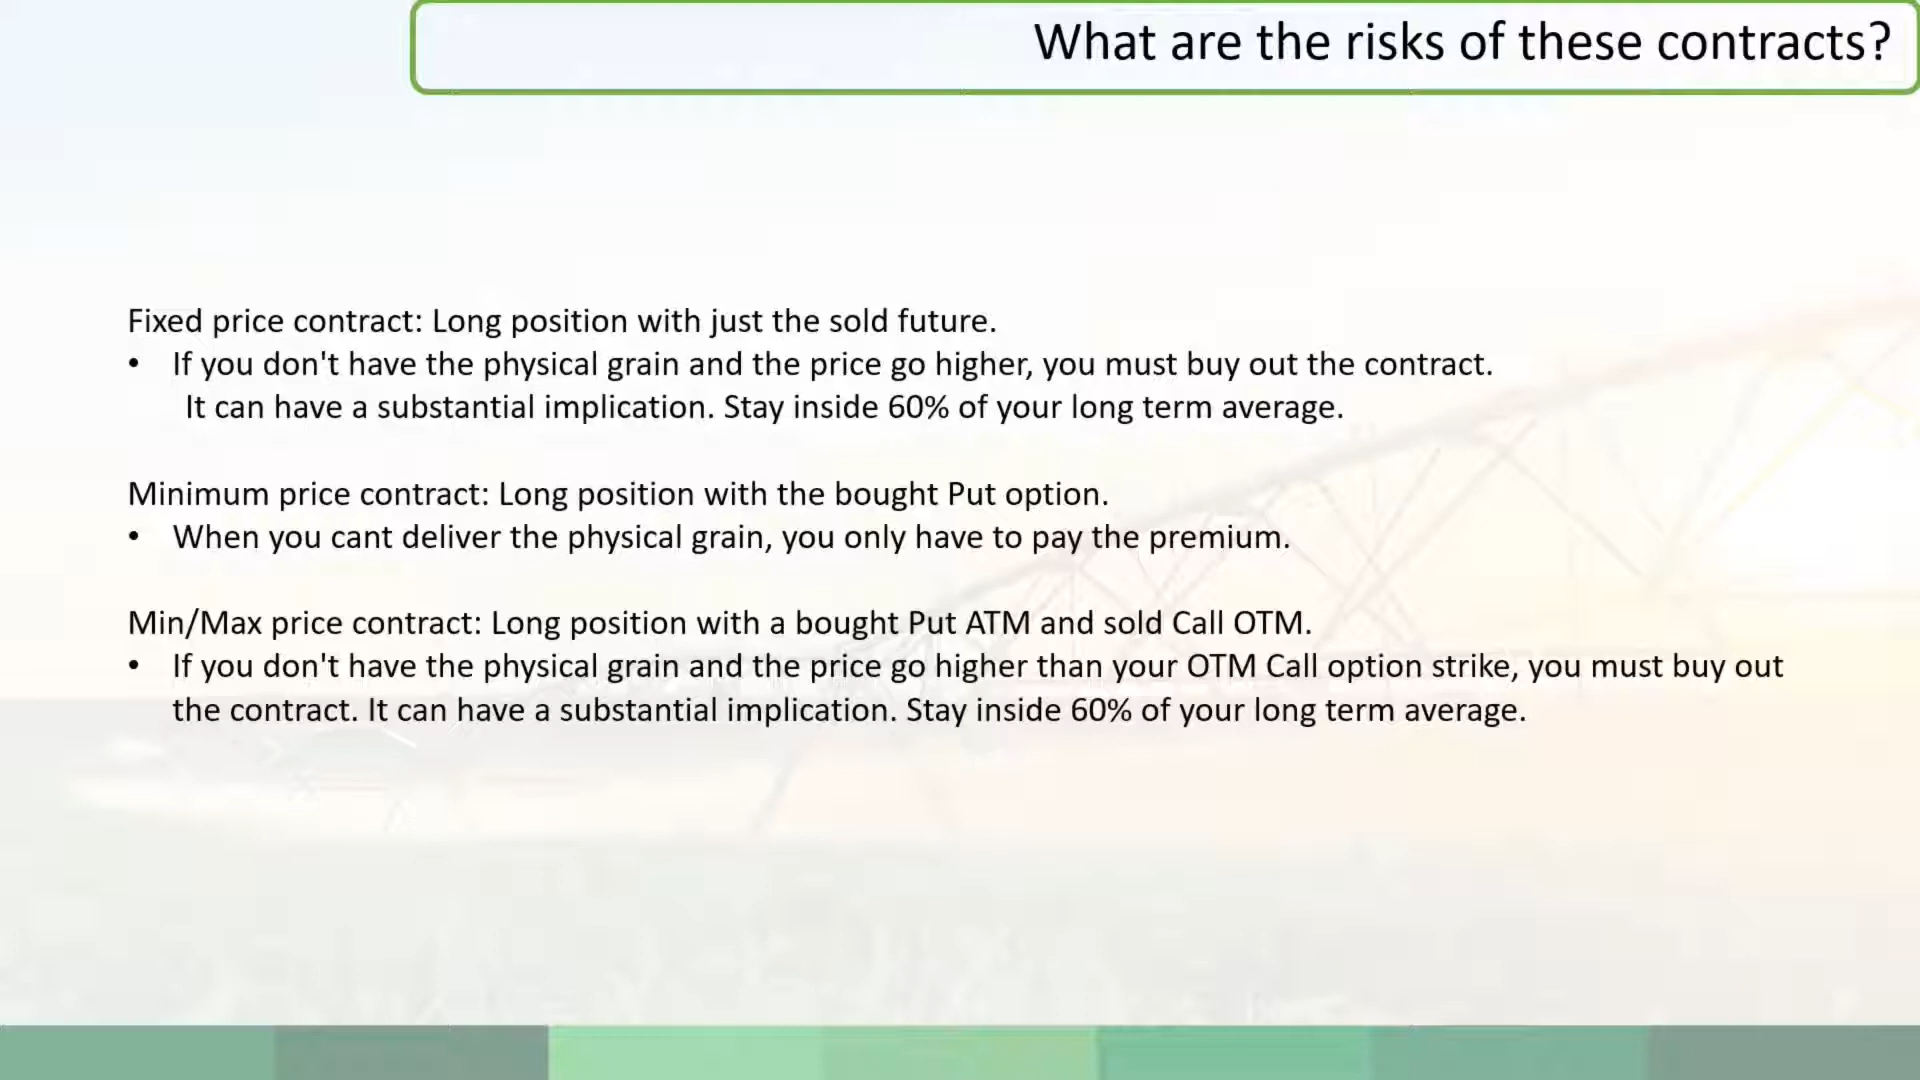 What are the risks of these contracts?
Fixed price contract: Long position with just the sold future.
• If you don't have the physical grain and the price go higher, you must buy out the contract.
It can have a substantial implication. Stay inside 60% of your long term average.
Minimum price contract: Long position with the bought Put option.
• When you cant deliver the physical grain, you only have to pay the premium.
Min/Max price contract: Long position with a bought Put ATM and sold Call OTM.
• If you don't have the physical grain and the price go higher than your OTM Call option strike, you must buy out
the contract. It can have a substantial implication. Stay inside 60% of your long term average.